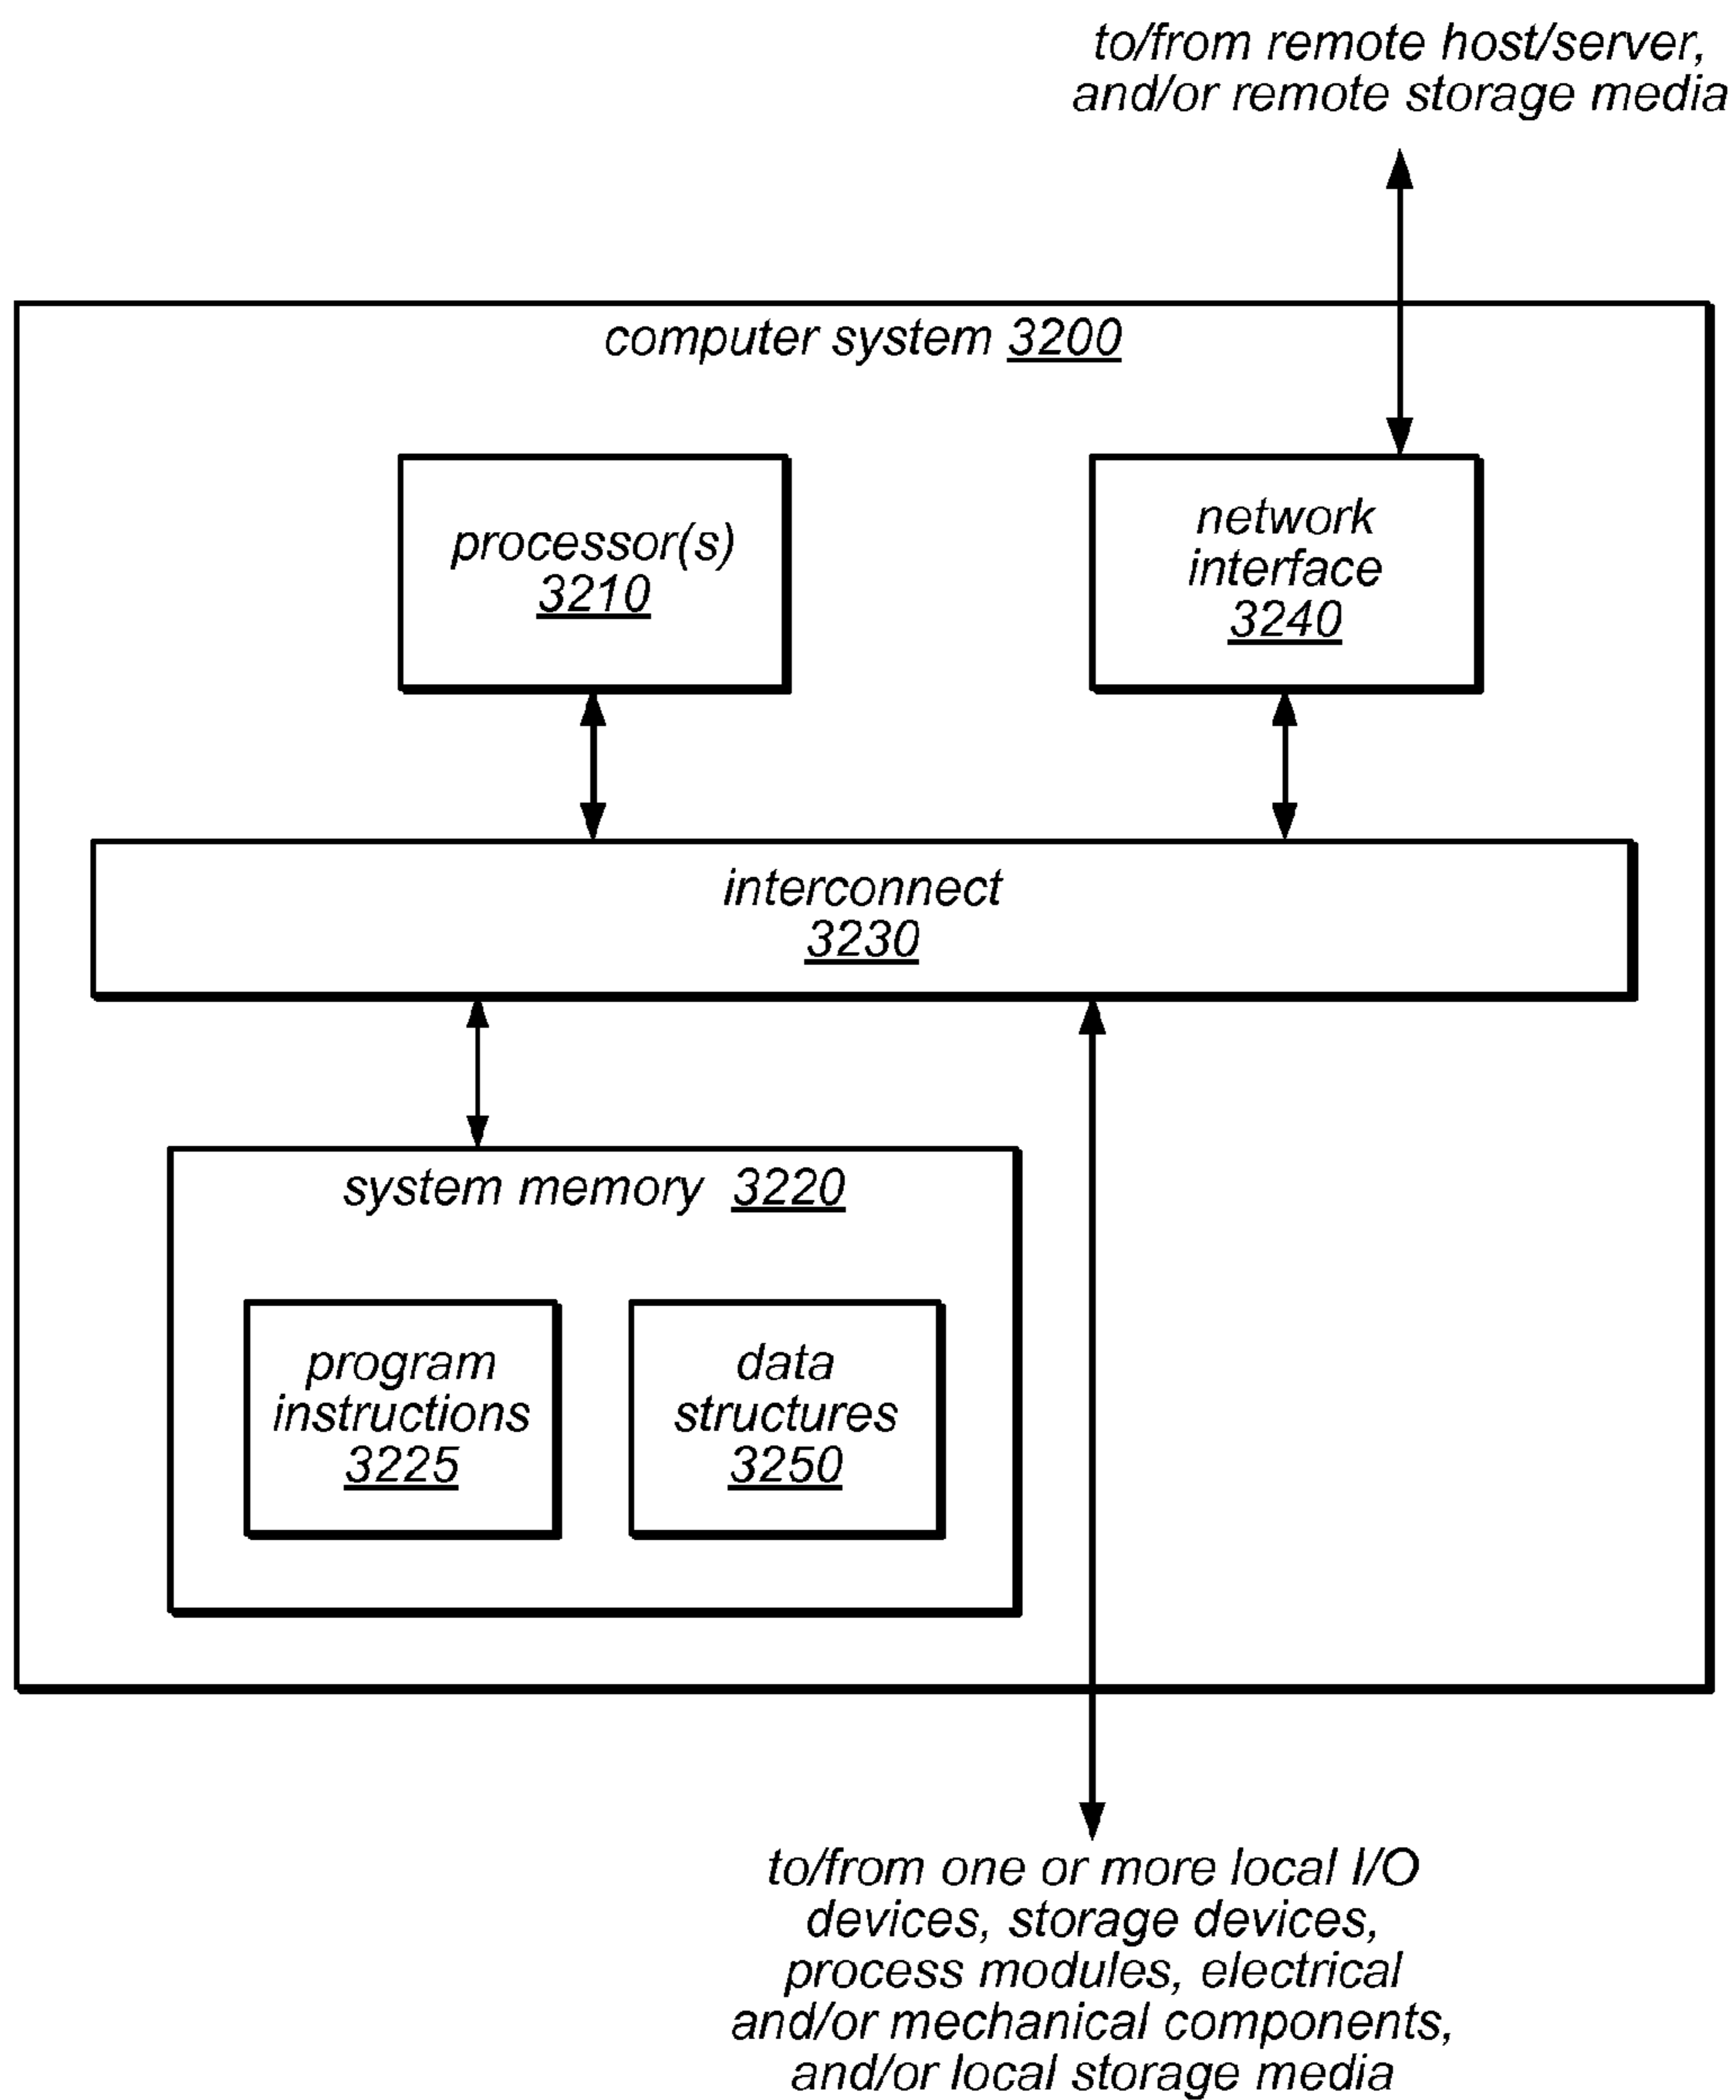 to/from remote host/server,
and/or remote storage media
computer system 3200
processor(s)
3210
network
interface
3240
interconnect
3230
system memory 3220
program
instructions
3225
data
structures
3250
to/from one or more local I/O
devices, storage devices,
process modules, electrical
and/or mechanical components,
and/or local storage media